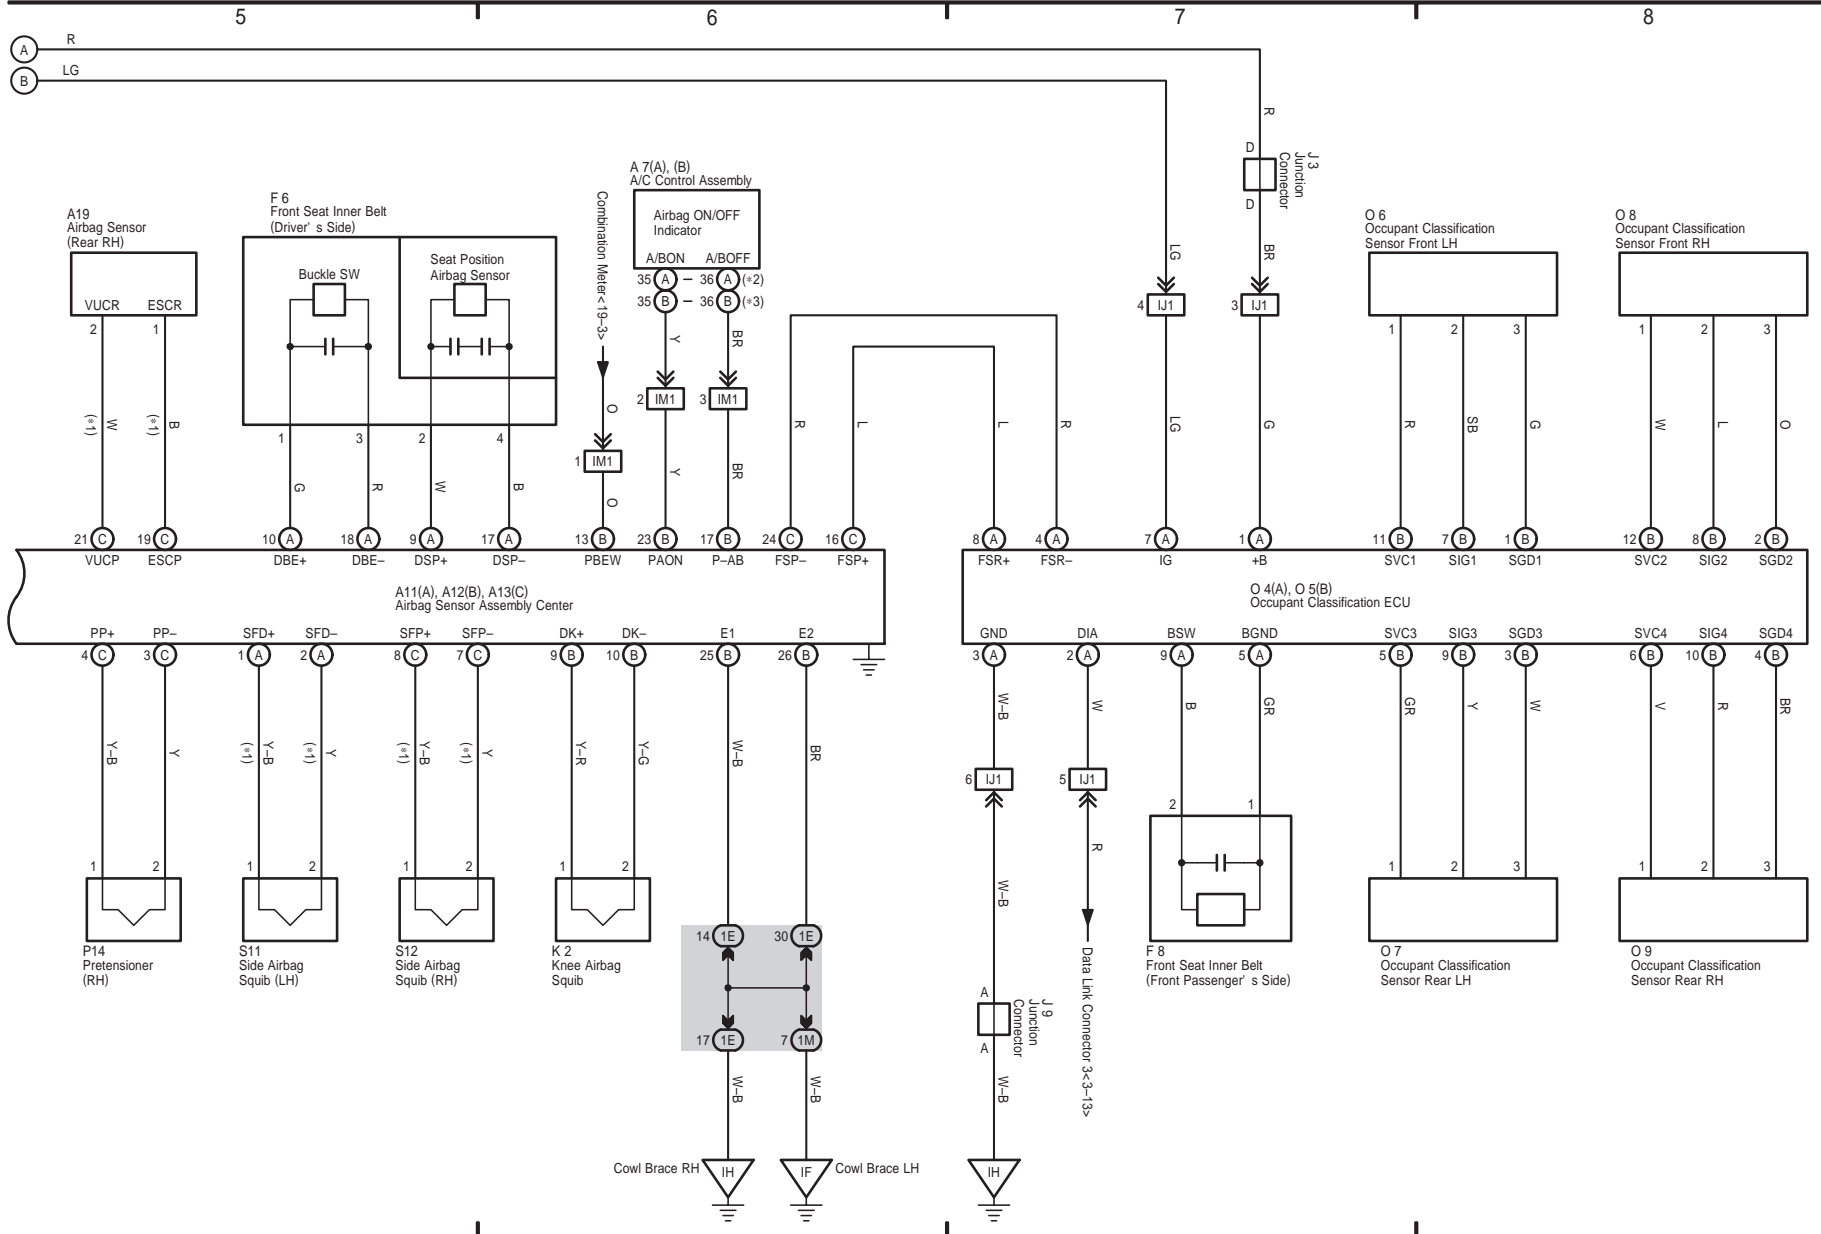 5 6 7 8
A R
B LG
R
D
J 3
Junction
Connector
D
A19
Airbag Sensor
(Rear RH)
VUCR ESCR
2 1
W (*1) B (*1)
F 6
Front Seat Inner Belt
(Driver' s Side)
Buckle SW
Seat Position
Airbag Sensor
1 3 2 4
G R W B
Combination Meter<19–3>
O
1 IM1
O
A 7(A), (B)
A/C Control Assembly
Airbag ON/OFF
Indicator
A/BON A/BOFF
35 A – 36 A (*2)
35 B – 36 B (*3)
Y BR
2 IM1 3 IM1
Y BR
R L L R
LG BR
4 IJ1 3 IJ1
LG G
O 6
Occupant Classification
Sensor Front LH
1 2 3
R SB G
O 8
Occupant Classification
Sensor Front RH
1 2 3
W L O
21 C 19 C 10 A 18 A 9 A 17 A 13 B 23 B 17 B 24 C 16 C
VUCP ESCP DBE+ DBE– DSP+ DSP– PBEW PAON P–AB FSP– FSP+
A11(A), A12(B), A13(C)
Airbag Sensor Assembly Center
PP+ PP– SFD+ SFD– SFP+ SFP– DK+ DK– E1 E2
4 C 3 C 1 A 2 A 8 C 7 C 9 B 10 B 25 B 26 B
8 A 4 A 7 A 1 A 11 B 7 B 1 B 12 B 8 B 2 B
FSR+ FSR– IG +B SVC1 SIG1 SGD1 SVC2 SIG2 SGD2
O 4(A), O 5(B)
Occupant Classification ECU
GND DIA BSW BGND SVC3 SIG3 SGD3 SVC4 SIG4 SGD4
3 A 2 A 9 A 5 A 5 B 9 B 3 B 6 B 10 B 4 B
Y–B Y Y–B (*1) Y (*1) Y–B (*1) Y (*1) Y–R Y–G W–B BR
1 2 1 2 1 2 1 2
P14
Pretensioner
(RH)
S11
Side Airbag
Squib (LH)
S12
Side Airbag
Squib (RH)
K 2
Knee Airbag
Squib
14 1E 30 1E
17 1E 7 1M
W–B W–B
Cowl Brace RH IH IF Cowl Brace LH
W–B W B GR GR Y W V R BR
6 IJ1 5 IJ1
W–B R
A
J 9
Junction
Connector
A
W–B
IH
Data Link Connector 3<3–13>
2 1
F 8
Front Seat Inner Belt
(Front Passenger' s Side)
1 2 3
O 7
Occupant Classification
Sensor Rear LH
1 2 3
O 9
Occupant Classification
Sensor Rear RH